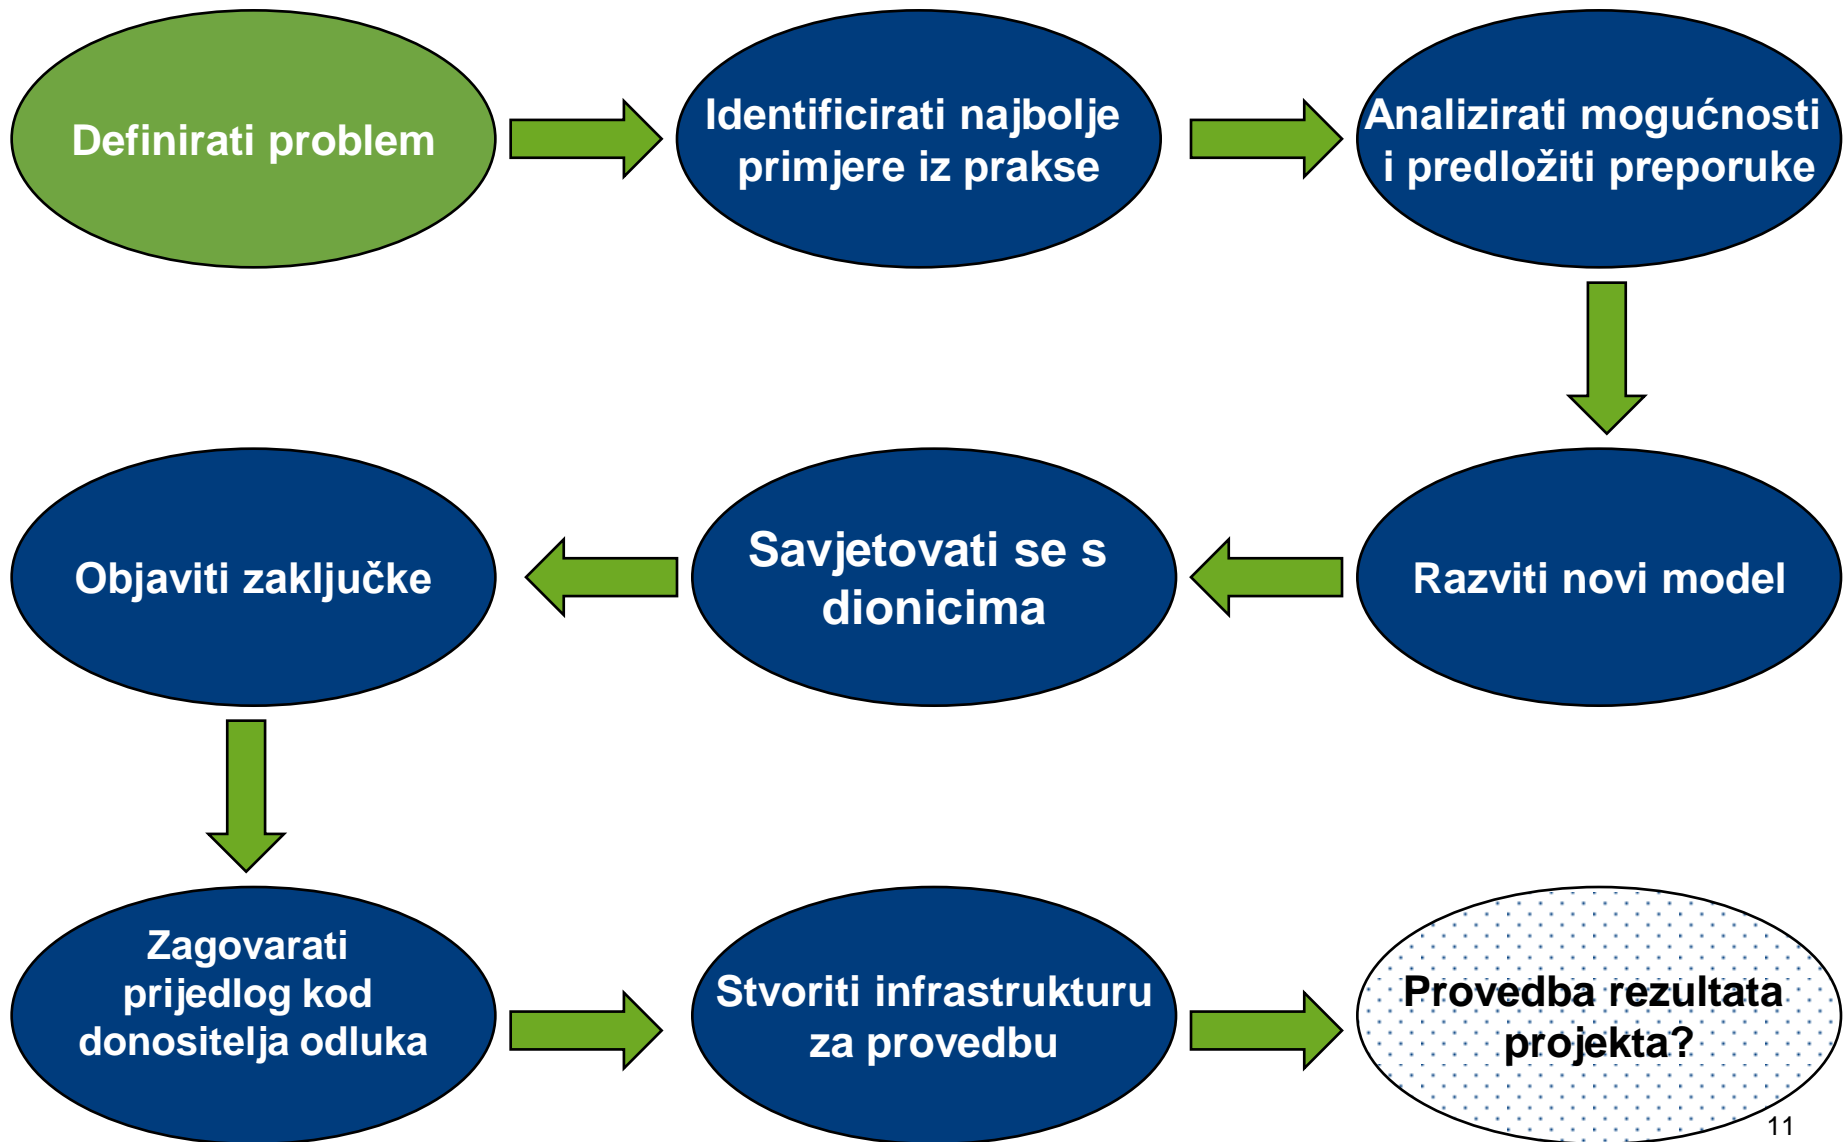 Definirati problem
Identificirati najbolje
primjere iz prakse
Analizirati mogućnosti
i predložiti preporuke
Razviti novi model
Savjetovati se s
dionicima
Objaviti zaključke
Zagovarati
prijedlog kod
donositelja odluka
Stvoriti infrastrukturu
za provedbu
Provedba rezultata
projekta?
11